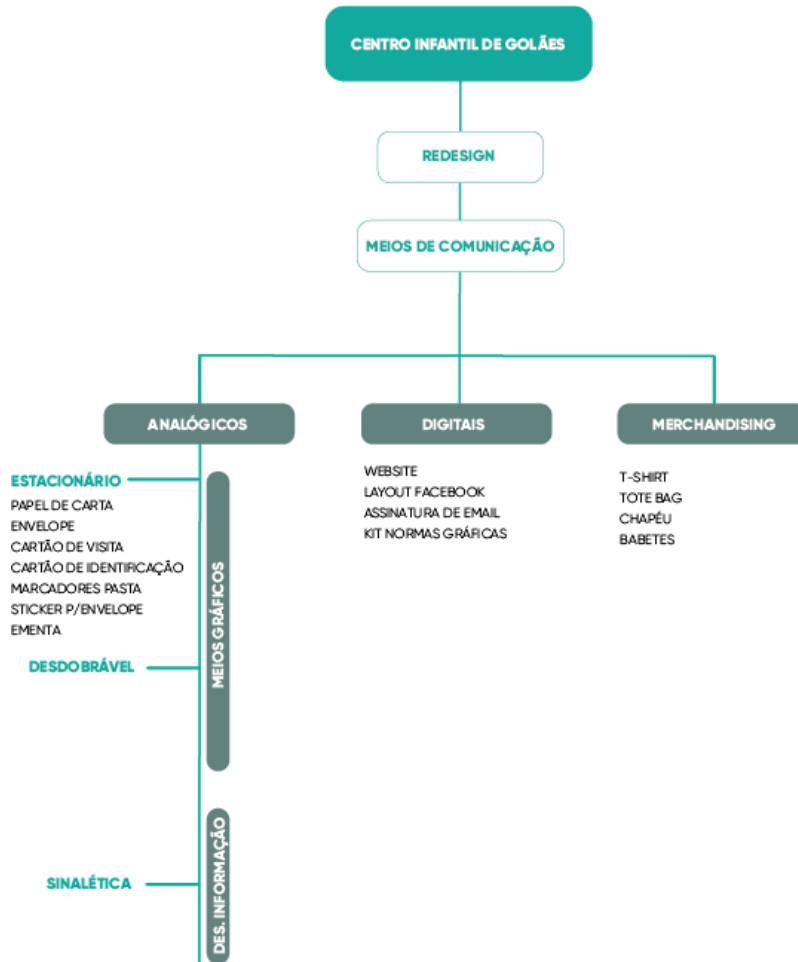 CENTRO INFANTIL DE GOLÃES
REDESIGN
MEIOS DE COMUNICAÇÃO
ANALÓGICOS
ESTACIONÁRIO
PAPEL DE CARTA
ENVELOPE
CARTÃO DE VISITA
CARTÃO DE IDENTIFICAÇÃO
MARCADORES PASTA
STICKER P/ENVELOPE
EMENTA
DESDOBRÁVEL
MEIOS GRÁFICOS
SINALÉTICA
DES. INFORMAÇÃO
DIGITAIS
WEBSITE
LAYOUT FACEBOOK
ASSINATURA DE EMAIL
KIT NORMAS GRÁFICAS
MERCHANDISING
T-SHIRT
TOTE BAG
CHAPÉU
BABETES